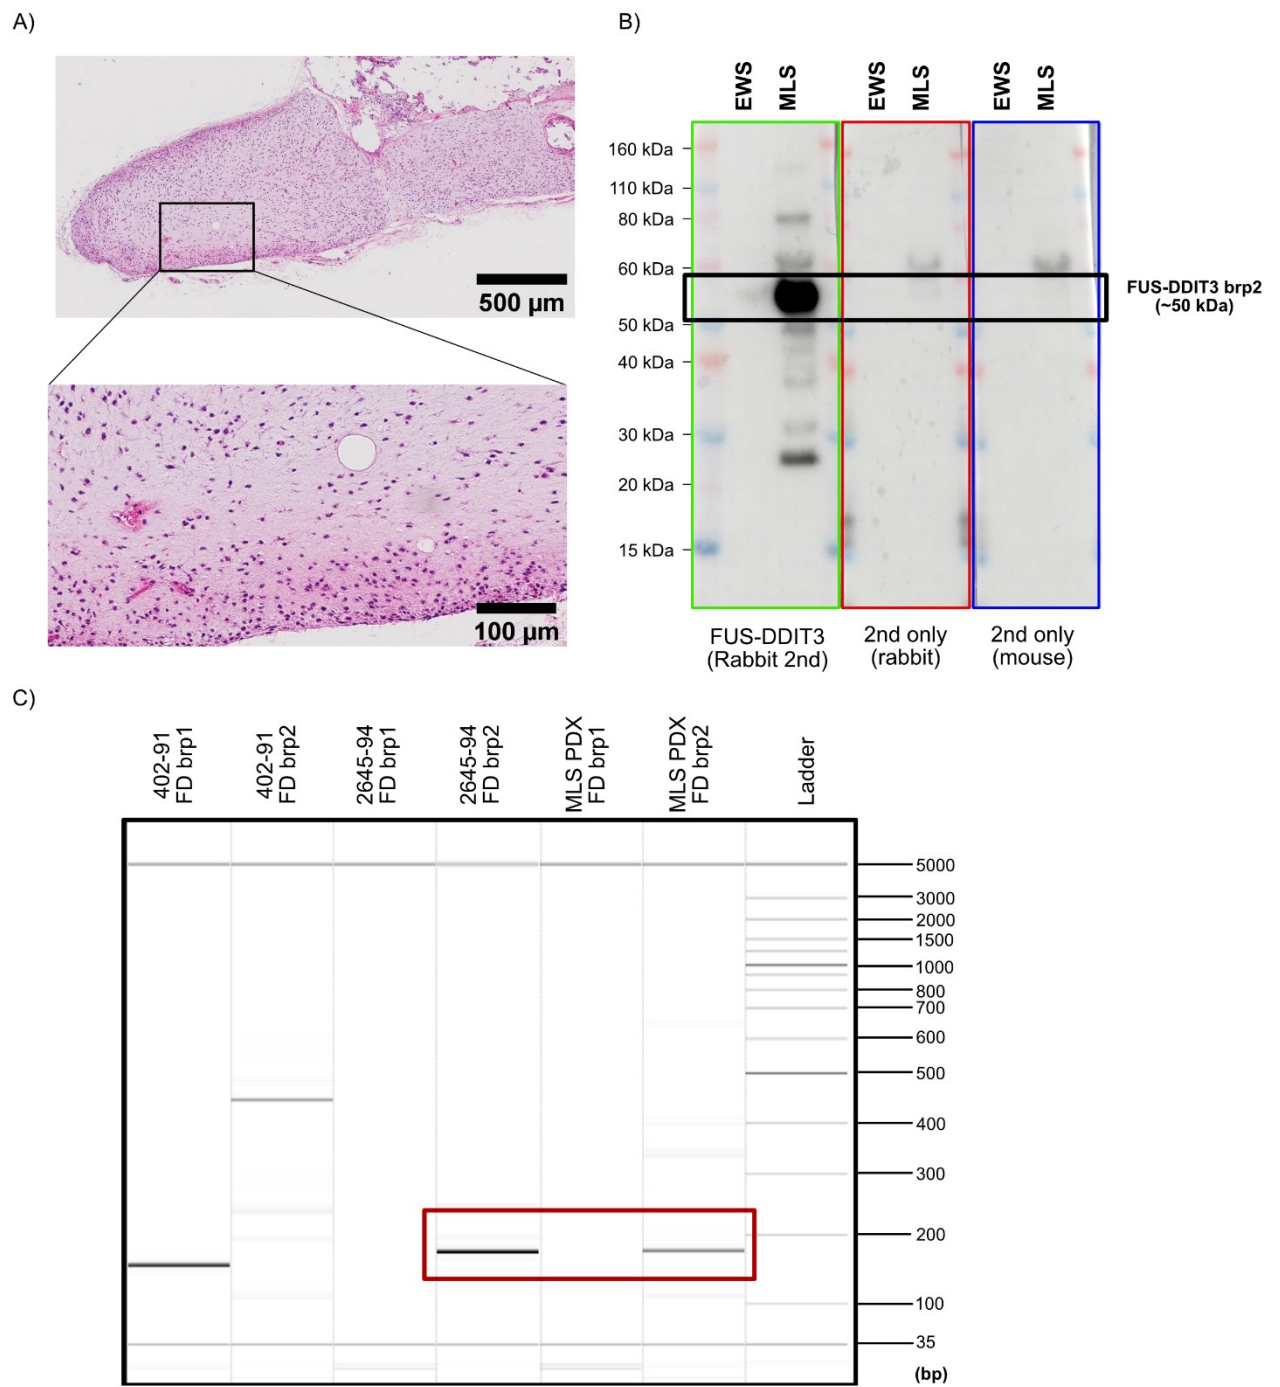 A)
500 µm
100 µm
B)
EWS
MLS
EWS
MLS
EWS
MLS
160 kDa
110 kDa
80 kDa
60 kDa
50 kDa
40 kDa
30 kDa
20 kDa
15 kDa
FUS-DDIT3 brp2
(~50 kDa)
FUS-DDIT3
(Rabbit 2nd)
2nd only
(rabbit)
2nd only
(mouse)
C)
402-91
FD brp1
402-91
FD brp2
2645-94
FD brp1
2645-94
FD brp2
MLS PDX
FD brp1
MLS PDX
FD brp2
Ladder
5000
3000
2000
1500
1000
800
700
600
500
400
300
200
100
35
(bp)